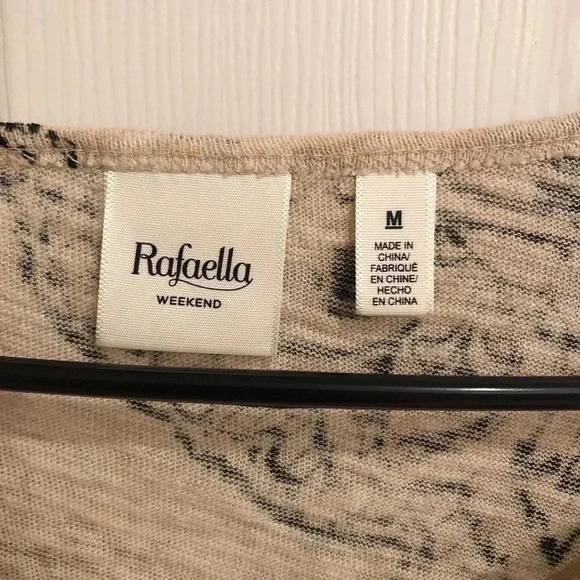 Rafaella
WEEKEND
M
MADE IN
CHINA/
FABRIQUÉ
EN CHINE/
HECHO
EN CHINA